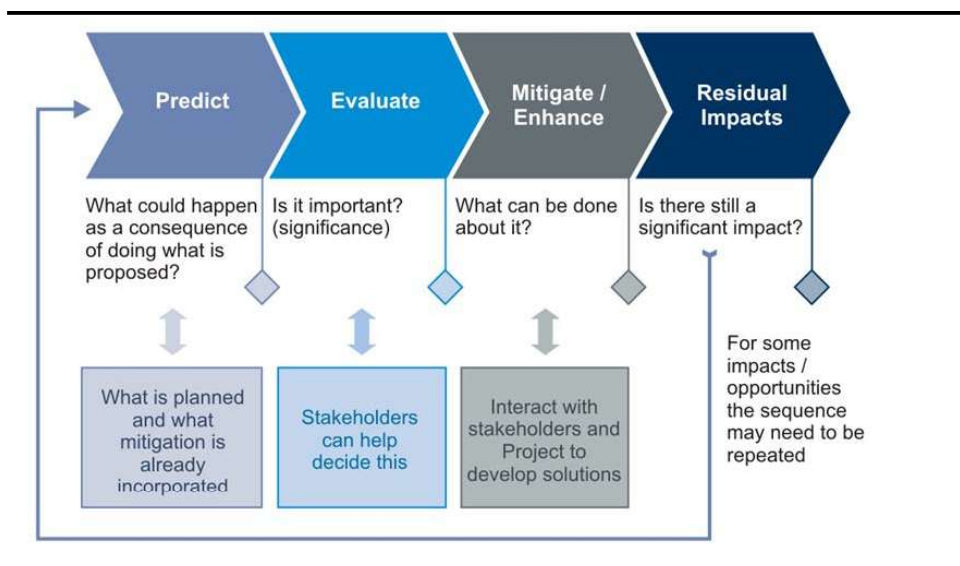 Predict
Evaluate
Mitigate /
Enhance
Residual
Impacts
What could happen
as a consequence
of doing what is
proposed?
Is it important?
(significance)
What can be done
about it?
Is there still a
significant impact?
What is planned
and what
mitigation is
already
incorporated
Stakeholders
can help
decide this
Interact with
stakeholders and
Project to
develop solutions
For some
impacts /
opportunities
the sequence
may need to be
repeated